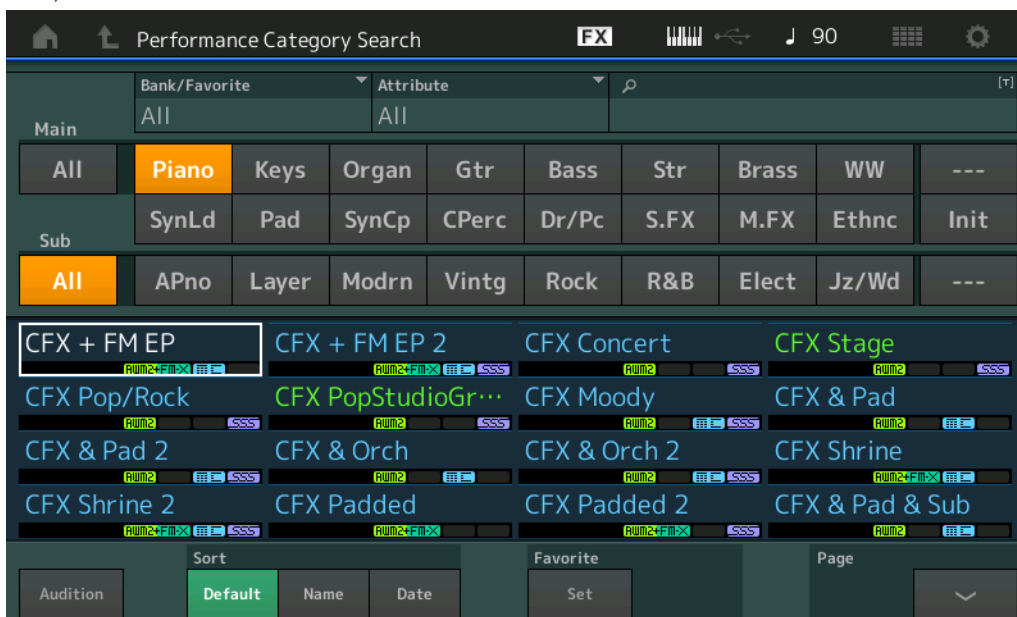 Performance Category Search FX 90
Bank/Favorite Attribute [T]
Main All All
All Piano Keys Organ Gtr Bass Str Brass WW ---
Sub SynLd Pad SynCp CPerc Dr/Pc S.FX M.FX Ethnc Init
All APno Layer Modrn Vintg Rock R&B Elect Jz/Wd ---
CFX + FM EP CFX + FM EP 2 CFX Concert CFX Stage
AWM2+FM-X AWM2+FM-X SSS AWM2 SSS AWM2 SSS
CFX Pop/Rock CFX PopStudioGr··· CFX Moody CFX & Pad
AWM2 SSS AWM2 SSS AWM2 SSS AWM2
CFX & Pad 2 CFX & Orch CFX & Orch 2 CFX Shrine
AWM2 SSS AWM2 AWM2 SSS AWM2+FM-X
CFX Shrine 2 CFX Padded CFX Padded 2 CFX & Pad & Sub
AWM2+FM-X SSS AWM2+FM-X AWM2+FM-X SSS AWM2
Sort Favorite Page
Audition Default Name Date Set